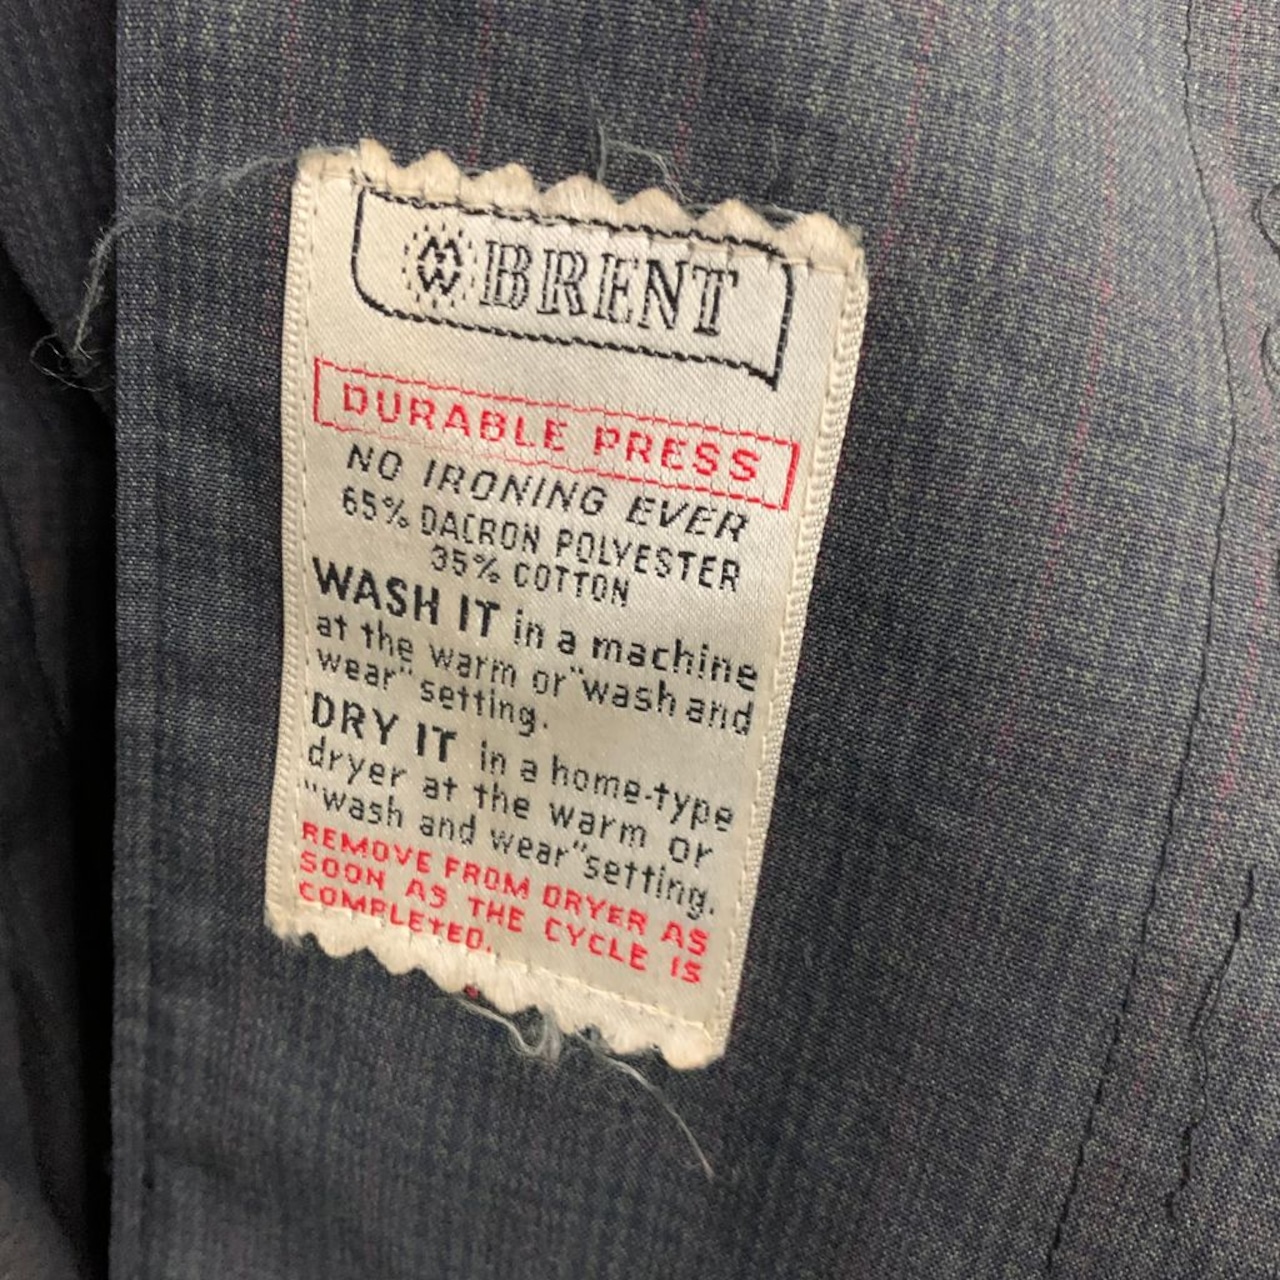 MW BRENT
DURABLE PRESS
NO IRONING EVER
65% DACRON POLYESTER
35% COTTON
WASH IT in a machine
at the warm or "wash and
wear" setting.
DRY IT in a home-type
dryer at the warm or
"wash and wear" setting.
REMOVE FROM DRYER AS
SOON AS THE CYCLE IS
COMPLETED.